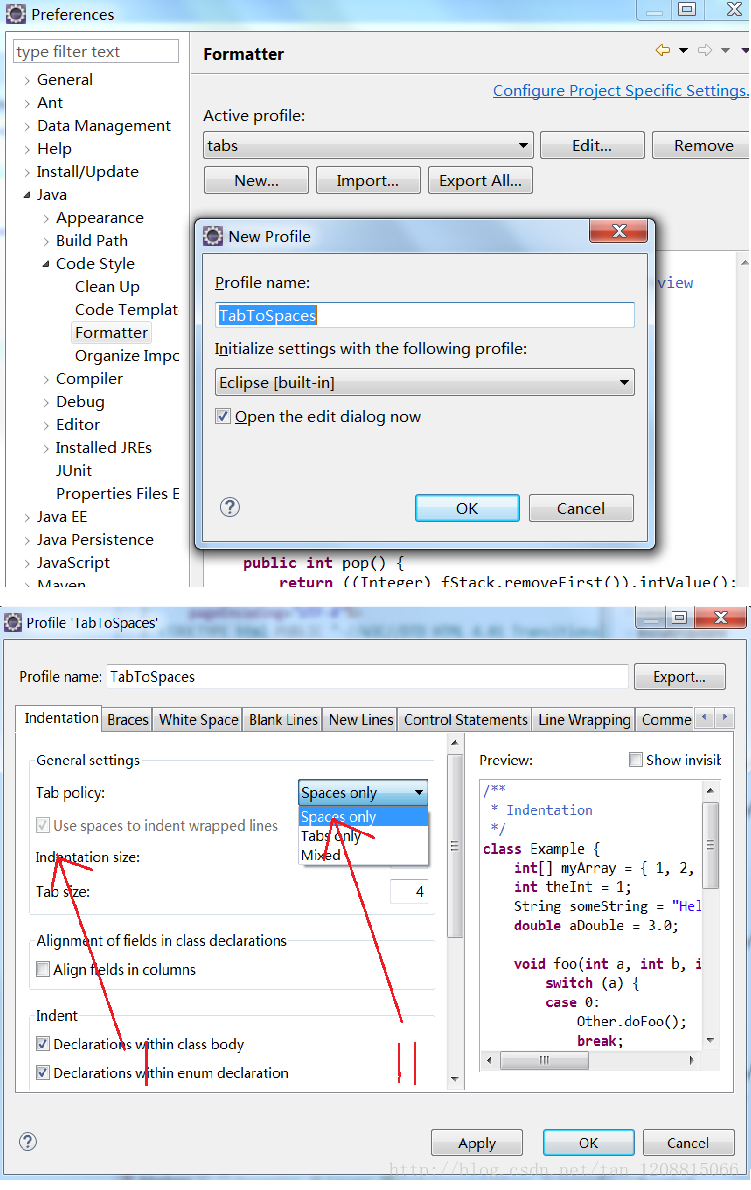 Preferences
type filter text
General
Ant
Data Management
Help
Install/Update
Java
Appearance
Build Path
Code Style
Clean Up
Code Templat
Formatter
Organize Impo
Compiler
Debug
Editor
Installed JREs
JUnit
Properties Files E
Java EE
Java Persistence
JavaScript
Maven
Formatter
Configure Project Specific Settings.
Active profile:
tabs
Edit...
Remove
New...
Import...
Export All...
view
New Profile
Profile name:
TabToSpaces
Initialize settings with the following profile:
Eclipse [built-in]
Open the edit dialog now
OK
Cancel
public int pop() {
return ((Integer) fStack.removeFirst()).intValue();
Profile 'TabToSpaces'
Profile name: TabToSpaces
Export...
Indentation
Braces
White Space
Blank Lines
New Lines
Control Statements
Line Wrapping
Comme
General settings
Tab policy:
Spaces only
Spaces only
Tabs only
Mixed
Use spaces to indent wrapped lines
Indentation size:
Tab size:
4
Alignment of fields in class declarations
Align fields in columns
Indent
Declarations within class body
Declarations within enum declaration
Preview:
Show invisib
/**
* Indentation
*/
class Example {
int[] myArray = { 1, 2,
int theInt = 1;
String someString = "Hel
double aDouble = 3.0;
void foo(int a, int b, i
switch (a) {
case 0:
Other.doFoo();
break;
Apply
OK
Cancel
http://blog.csdn.net/tan_1208815066